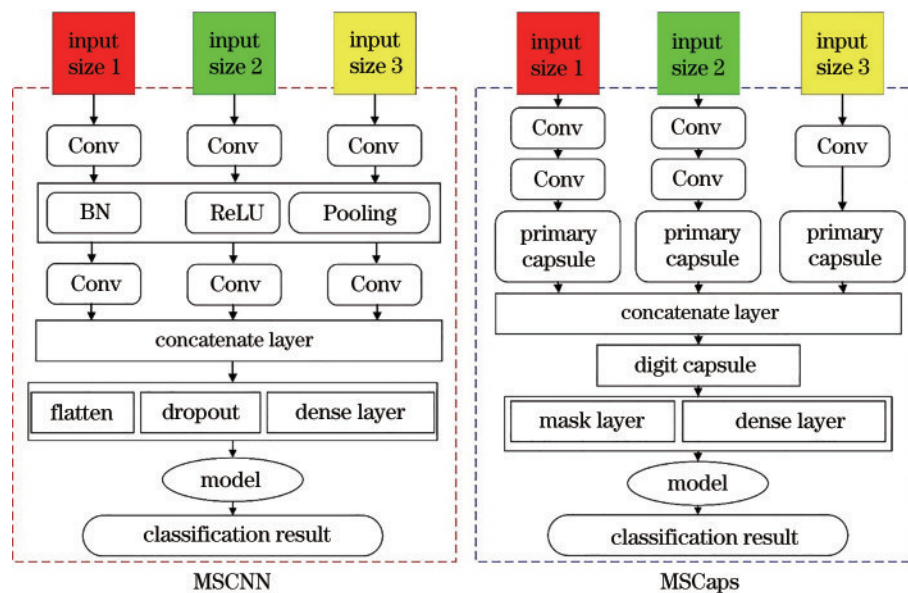 input
size 1
input
size 2
input
size 3
Conv
Conv
Conv
BN
ReLU
Pooling
Conv
Conv
Conv
concatenate layer
flatten
dropout
dense layer
model
classification result
MSCNN
input
size 1
input
size 2
input
size 3
Conv
Conv
Conv
Conv
Conv
primary
capsule
primary
capsule
primary
capsule
concatenate layer
digit capsule
mask layer
dense layer
model
classification result
MSCaps